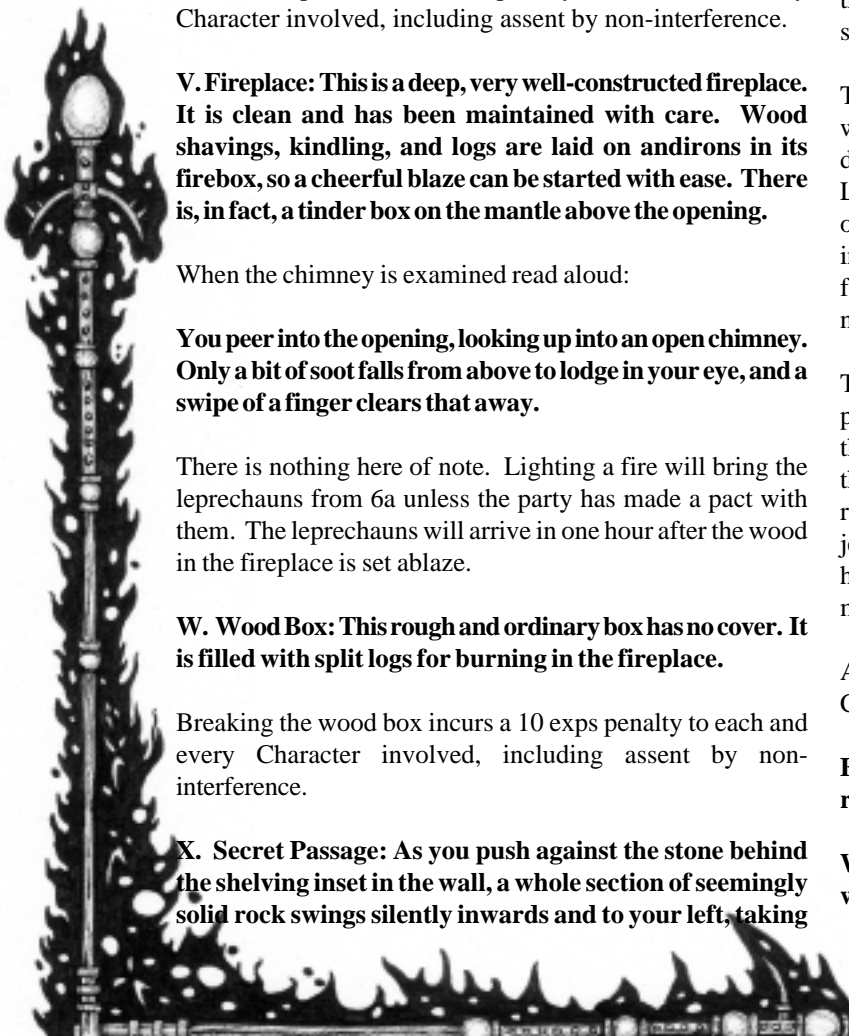 Character involved, including assent by non-interference.
V. Fireplace: This is a deep, very well-constructed fireplace.
It is clean and has been maintained with care. Wood
shavings, kindling, and logs are laid on andirons in its
firebox, so a cheerful blaze can be started with ease. There
is, in fact, a tinder box on the mantle above the opening.
When the chimney is examined read aloud:
You peer into the opening, looking up into an open chimney.
Only a bit of soot falls from above to lodge in your eye, and a
swipe of a finger clears that away.
There is nothing here of note. Lighting a fire will bring the
leprechauns from 6a unless the party has made a pact with
them. The leprechauns will arrive in one hour after the wood
in the fireplace is set ablaze.
W. Wood Box: This rough and ordinary box has no cover. It
is filled with split logs for burning in the fireplace.
Breaking the wood box incurs a 10 exps penalty to each and
every Character involved, including assent by non-
interference.
X. Secret Passage: As you push against the stone behind
the shelving inset in the wall, a whole section of seemingly
solid rock swings silently inwards and to your left, taking